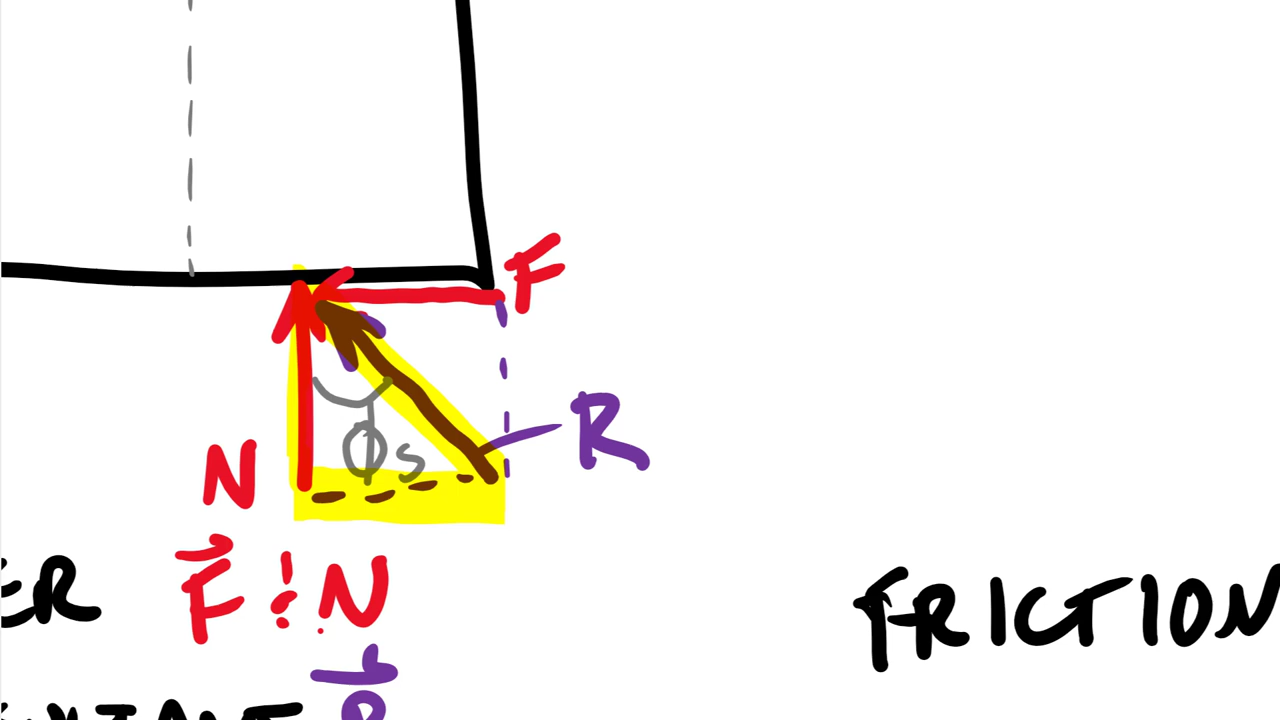 F
R
ϕs
N
ER F⃗ ! N
FRICTION